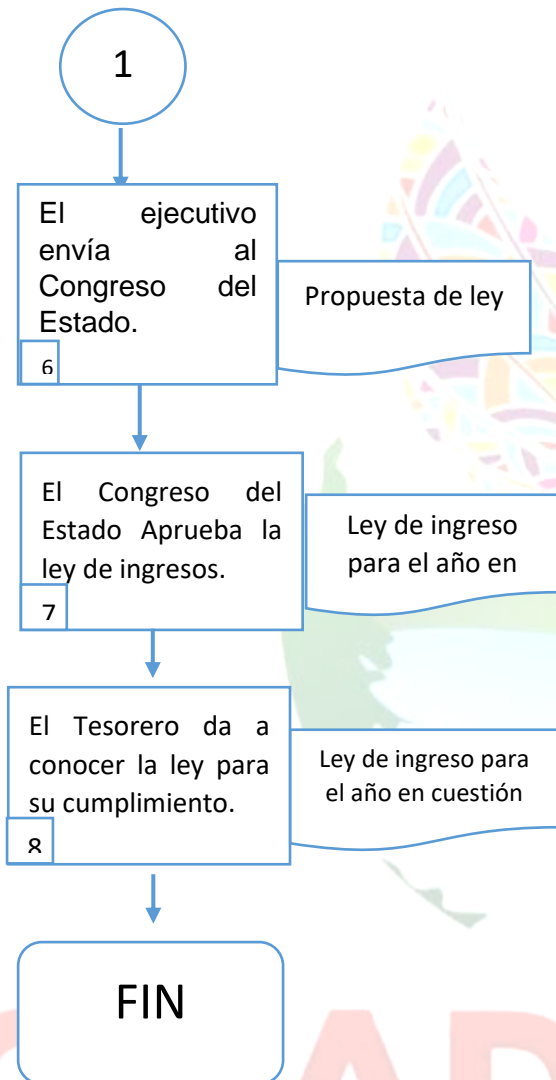 1
El ejecutivo
envía al
Congreso del
Estado.
6
Propuesta de ley
El Congreso del
Estado Aprueba la
ley de ingresos.
7
Ley de ingreso
para el año en
El Tesorero da a
conocer la ley para
su cumplimiento.
8
Ley de ingreso para
el año en cuestión
FIN